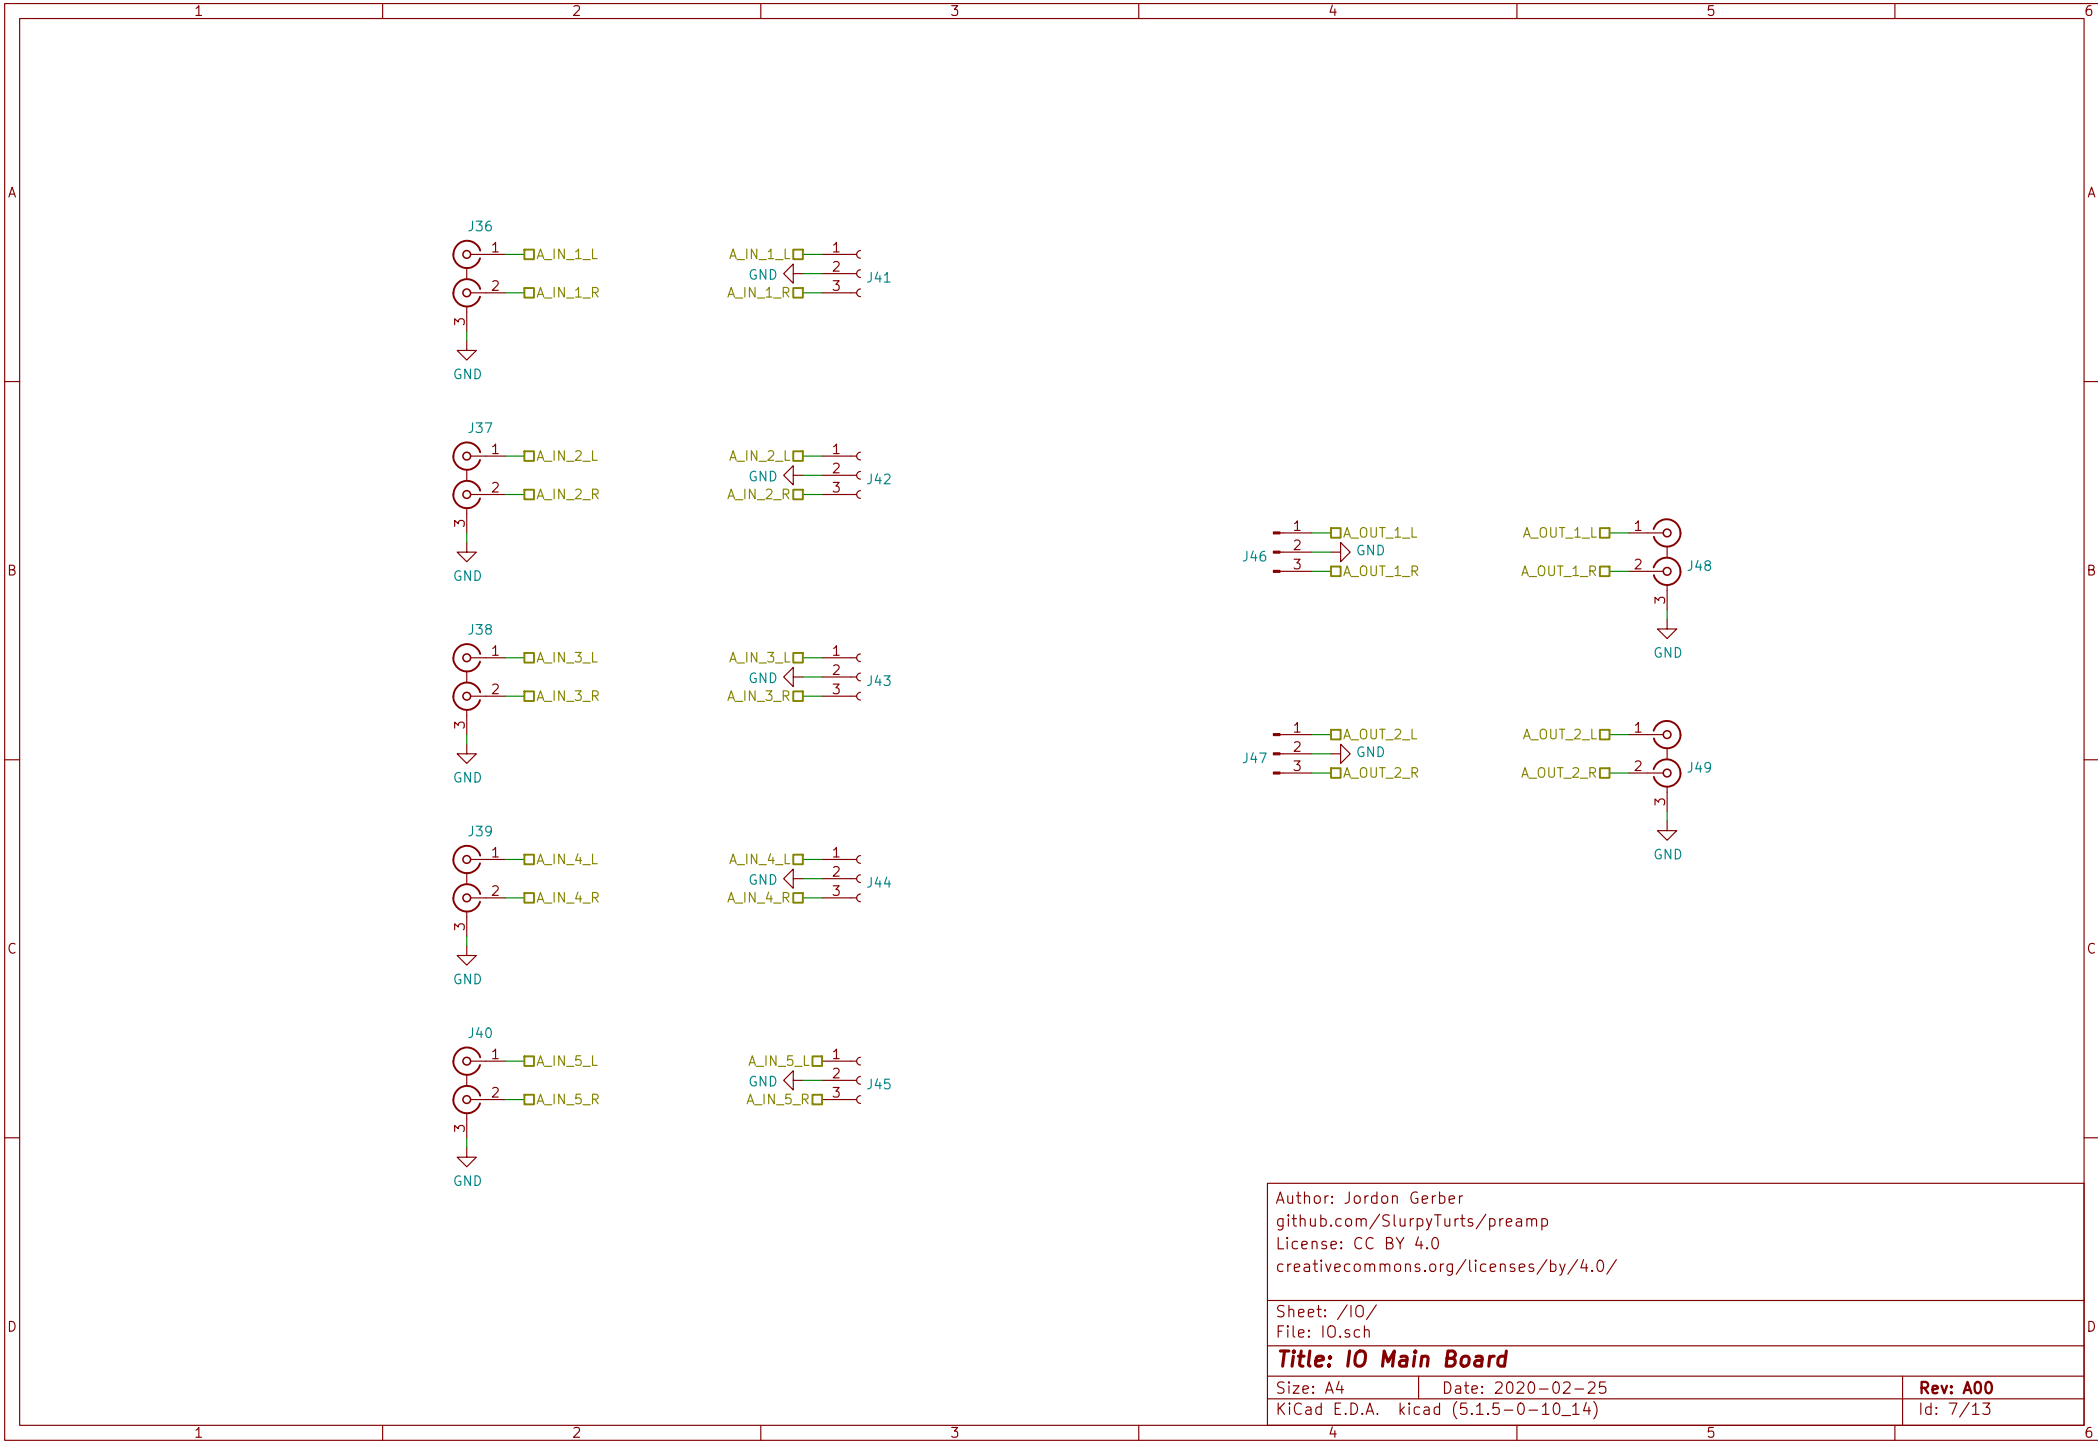 1 2 3 4 5 6
A A
J36
1 A_IN_1_L A_IN_1_L 1
GND 2 J41
2 A_IN_1_R A_IN_1_R 3
3
GND
J37
1 A_IN_2_L A_IN_2_L 1
GND 2 J42
2 A_IN_2_R A_IN_2_R 3
3
GND
1 A_OUT_1_L A_OUT_1_L 1
J46 2 GND
3 A_OUT_1_R A_OUT_1_R 2 J48
3
GND
B B
J38
1 A_IN_3_L A_IN_3_L 1
GND 2 J43
2 A_IN_3_R A_IN_3_R 3
3
GND
1 A_OUT_2_L A_OUT_2_L 1
J47 2 GND
3 A_OUT_2_R A_OUT_2_R 2 J49
3
GND
J39
1 A_IN_4_L A_IN_4_L 1
GND 2 J44
2 A_IN_4_R A_IN_4_R 3
3
GND
C C
J40
1 A_IN_5_L A_IN_5_L 1
GND 2 J45
2 A_IN_5_R A_IN_5_R 3
3
GND
Author: Jordon Gerber
github.com/SlurpyTurts/preamp
License: CC BY 4.0
creativecommons.org/licenses/by/4.0/
Sheet: /IO/
File: IO.sch
D D
Title: IO Main Board
Size: A4 Date: 2020-02-25 Rev: A00
KiCad E.D.A. kicad (5.1.5-0-10_14) Id: 7/13
1 2 3 4 5 6